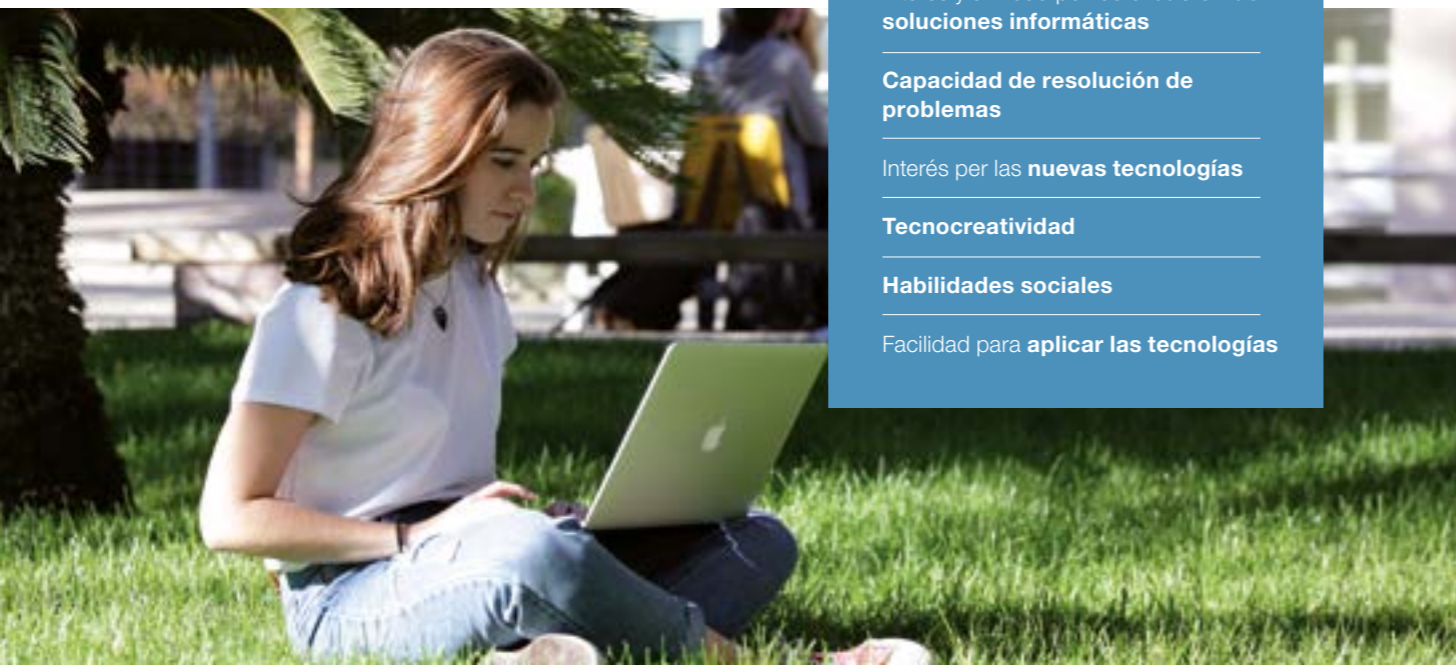 soluciones informáticas
Capacidad de resolución de
problemas
Interés per las nuevas tecnologías
Tecnocreatividad
Habilidades sociales
Facilidad para aplicar las tecnologías